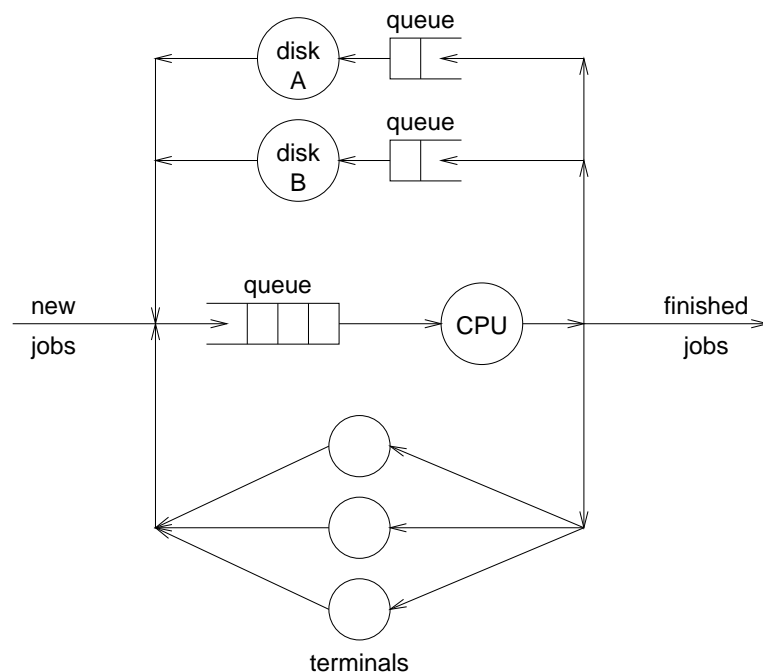 queue
disk
A
queue
disk
B
queue
new
jobs
CPU
finished
jobs
terminals